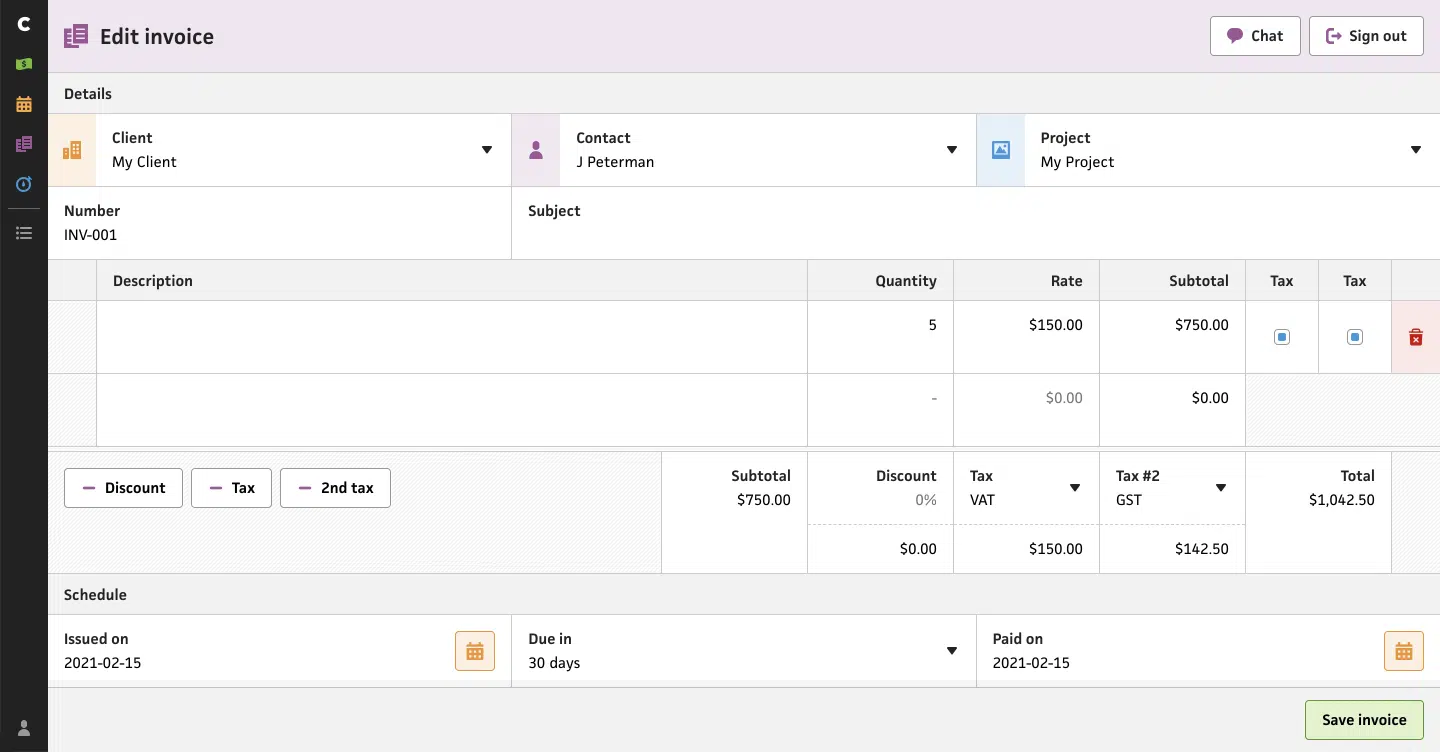 C
Edit invoice
Chat
Sign out
Details
Client
My Client
Contact
J Peterman
Project
My Project
Number
INV-001
Subject
Description Quantity Rate Subtotal Tax Tax
5 $150.00 $750.00
- $0.00 $0.00
Discount
Tax
2nd tax
Subtotal
$750.00
Discount
0%
$0.00
Tax
VAT
$150.00
Tax #2
GST
$142.50
Total
$1,042.50
Schedule
Issued on
2021-02-15
Due in
30 days
Paid on
2021-02-15
Save invoice